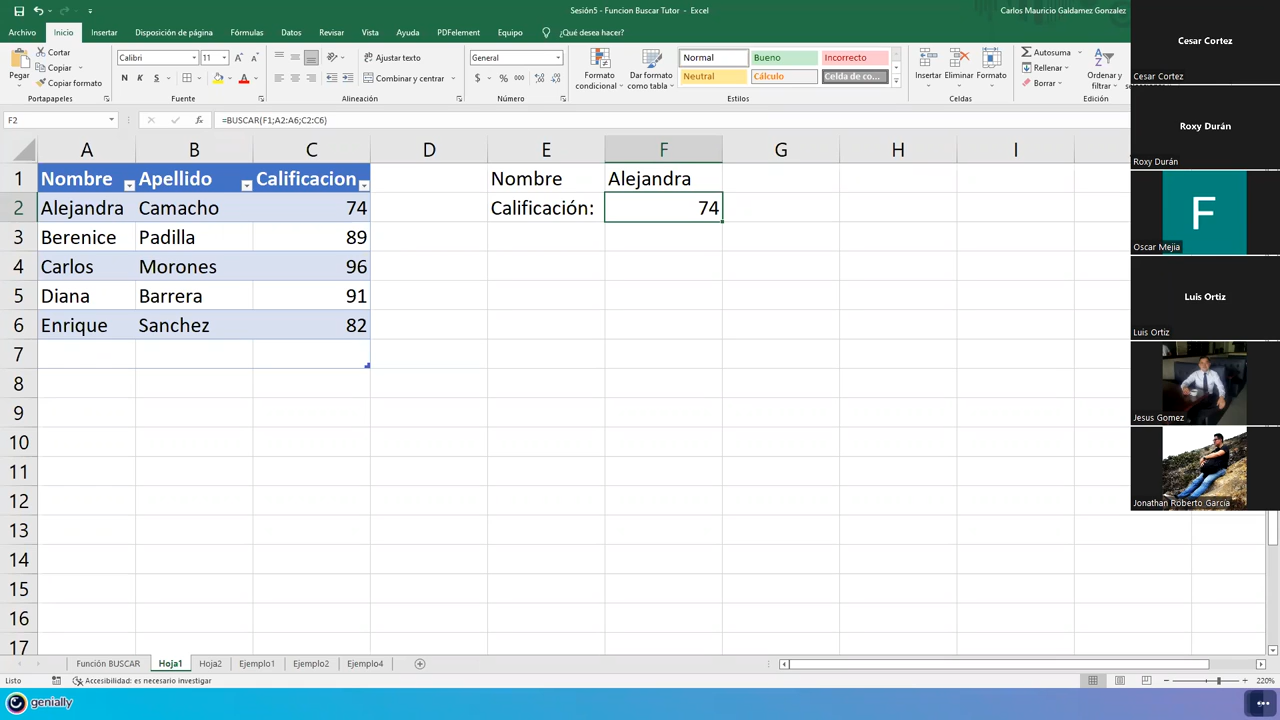 Sesión5 - Funcion Buscar Tutor - Excel
Carlos Mauricio Galdamez Gonzalez
Archivo Inicio Insertar Disposición de página Fórmulas Datos Revisar Vista Ayuda PDFelement Equipo ¿Qué desea hacer?
Pegar
Cortar
Copiar
Copiar formato
Portapapeles
Calibri 11
N K S
Fuente
Ajustar texto
Combinar y centrar
Alineación
General
$ % 000
Número
Formato condicional
Dar formato como tabla
Normal Bueno Incorrecto
Neutral Cálculo Celda de co...
Estilos
Insertar Eliminar Formato
Celdas
Autosuma
Rellenar
Borrar
Ordenar y filtrar
Edición
F2 fx =BUSCAR(F1;A2:A6;C2:C6)
A B C D E F G H I
1 Nombre Apellido Calificacion Nombre Alejandra
2 Alejandra Camacho 74 Calificación: 74
3 Berenice Padilla 89
4 Carlos Morones 96
5 Diana Barrera 91
6 Enrique Sanchez 82
7
8
9
10
11
12
13
14
15
16
17
Función BUSCAR Hoja1 Hoja2 Ejemplo1 Ejemplo2 Ejemplo4
Listo Accesibilidad: es necesario investigar 220%
genially
Cesar Cortez
Cesar Cortez
Roxy Durán
Roxy Durán
F
Oscar Mejia
Luis Ortiz
Luis Ortiz
Jesus Gomez
Jonathan Roberto García